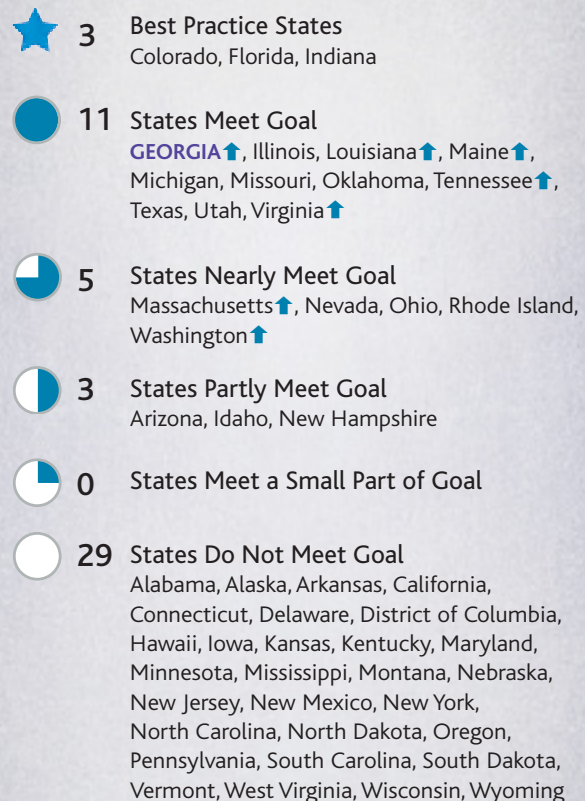 3 Best Practice States
Colorado, Florida, Indiana
11 States Meet Goal
GEORGIA⬆, Illinois, Louisiana⬆, Maine⬆,
Michigan, Missouri, Oklahoma, Tennessee⬆,
Texas, Utah, Virginia⬆
5 States Nearly Meet Goal
Massachusetts⬆, Nevada, Ohio, Rhode Island,
Washington⬆
3 States Partly Meet Goal
Arizona, Idaho, New Hampshire
0 States Meet a Small Part of Goal
29 States Do Not Meet Goal
Alabama, Alaska, Arkansas, California,
Connecticut, Delaware, District of Columbia,
Hawaii, Iowa, Kansas, Kentucky, Maryland,
Minnesota, Mississippi, Montana, Nebraska,
New Jersey, New Mexico, New York,
North Carolina, North Dakota, Oregon,
Pennsylvania, South Carolina, South Dakota,
Vermont, West Virginia, Wisconsin, Wyoming